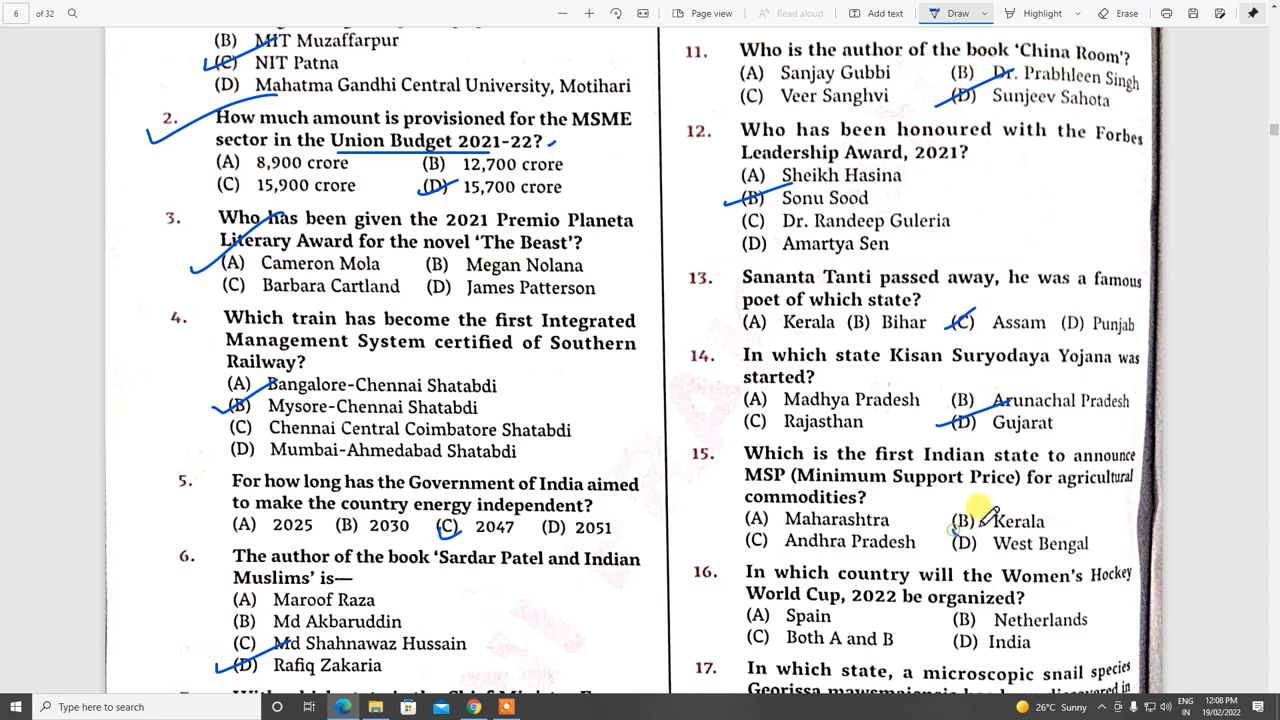 6 of 32
Page view
Read aloud
Add text
Draw
Highlight
Erase
(B) MIT Muzaffarpur
(C) NIT Patna
(D) Mahatma Gandhi Central University, Motihari
2. How much amount is provisioned for the MSME
sector in the Union Budget 2021-22?
(A) 8,900 crore (B) 12,700 crore
(C) 15,900 crore (D) 15,700 crore
3. Who has been given the 2021 Premio Planeta
Literary Award for the novel ‘The Beast’?
(A) Cameron Mola (B) Megan Nolana
(C) Barbara Cartland (D) James Patterson
4. Which train has become the first Integrated
Management System certified of Southern
Railway?
(A) Bangalore-Chennai Shatabdi
(B) Mysore-Chennai Shatabdi
(C) Chennai Central Coimbatore Shatabdi
(D) Mumbai-Ahmedabad Shatabdi
5. For how long has the Government of India aimed
to make the country energy independent?
(A) 2025 (B) 2030 (C) 2047 (D) 2051
6. The author of the book ‘Sardar Patel and Indian
Muslims’ is—
(A) Maroof Raza
(B) Md Akbaruddin
(C) Md Shahnawaz Hussain
(D) Rafiq Zakaria
11. Who is the author of the book ‘China Room’?
(A) Sanjay Gubbi (B) Dr. Prabhleen Singh
(C) Veer Sanghvi (D) Sunjeev Sahota
12. Who has been honoured with the Forbes
Leadership Award, 2021?
(A) Sheikh Hasina
(B) Sonu Sood
(C) Dr. Randeep Guleria
(D) Amartya Sen
13. Sananta Tanti passed away, he was a famous
poet of which state?
(A) Kerala (B) Bihar (C) Assam (D) Punjab
14. In which state Kisan Suryodaya Yojana was
started?
(A) Madhya Pradesh (B) Arunachal Pradesh
(C) Rajasthan (D) Gujarat
15. Which is the first Indian state to announce
MSP (Minimum Support Price) for agricultural
commodities?
(A) Maharashtra (B) Kerala
(C) Andhra Pradesh (D) West Bengal
16. In which country will the Women's Hockey
World Cup, 2022 be organized?
(A) Spain (B) Netherlands
(C) Both A and B (D) India
17. In which state, a microscopic snail species
Type here to search
26°C Sunny
ENG
IN
12:08 PM
19/02/2022